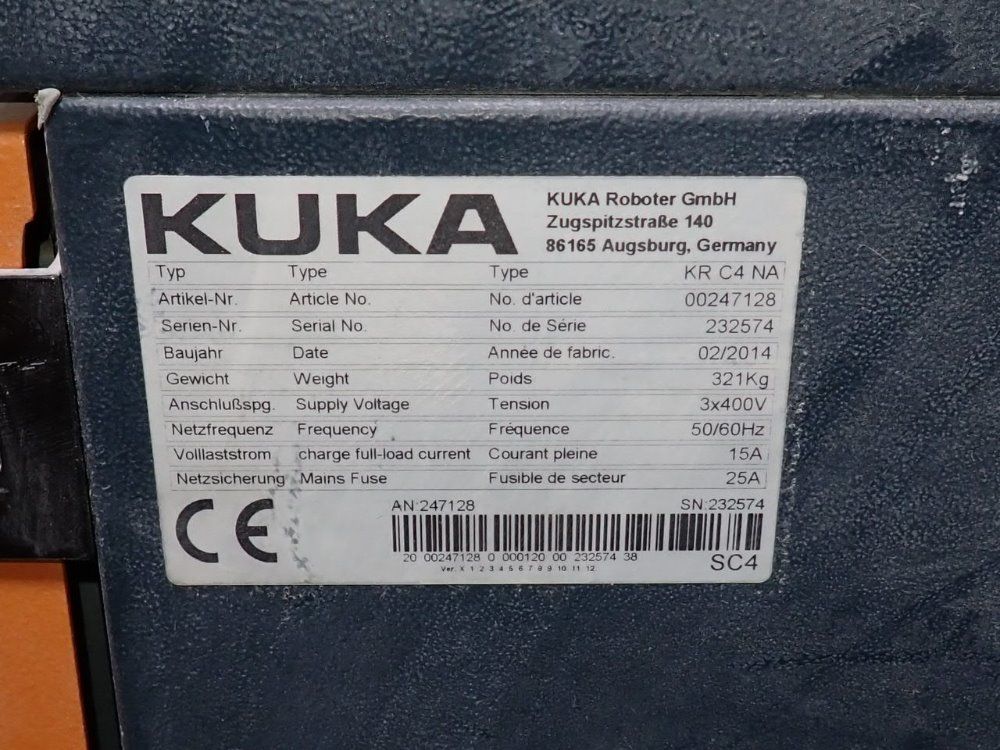 KUKA
KUKA Roboter GmbH
Zugspitzstraße 140
86165 Augsburg, Germany
Typ Type Type KR C4 NA
Artikel-Nr. Article No. No. d'article 00247128
Serien-Nr. Serial No. No. de Série 232574
Baujahr Date Année de fabric. 02/2014
Gewicht Weight Poids 321Kg
Anschlußspg. Supply Voltage Tension 3x400V
Netzfrequenz Frequency Fréquence 50/60Hz
Volllaststrom charge full-load current Courant pleine 15A
Netzsicherung Mains Fuse Fusible de secteur 25A
CE
AN:247128 SN:232574
20 00247128 0 000120 00 232574 38
SC4
Ver. X 1 2 3 4 5 6 7 8 9 10 11 12